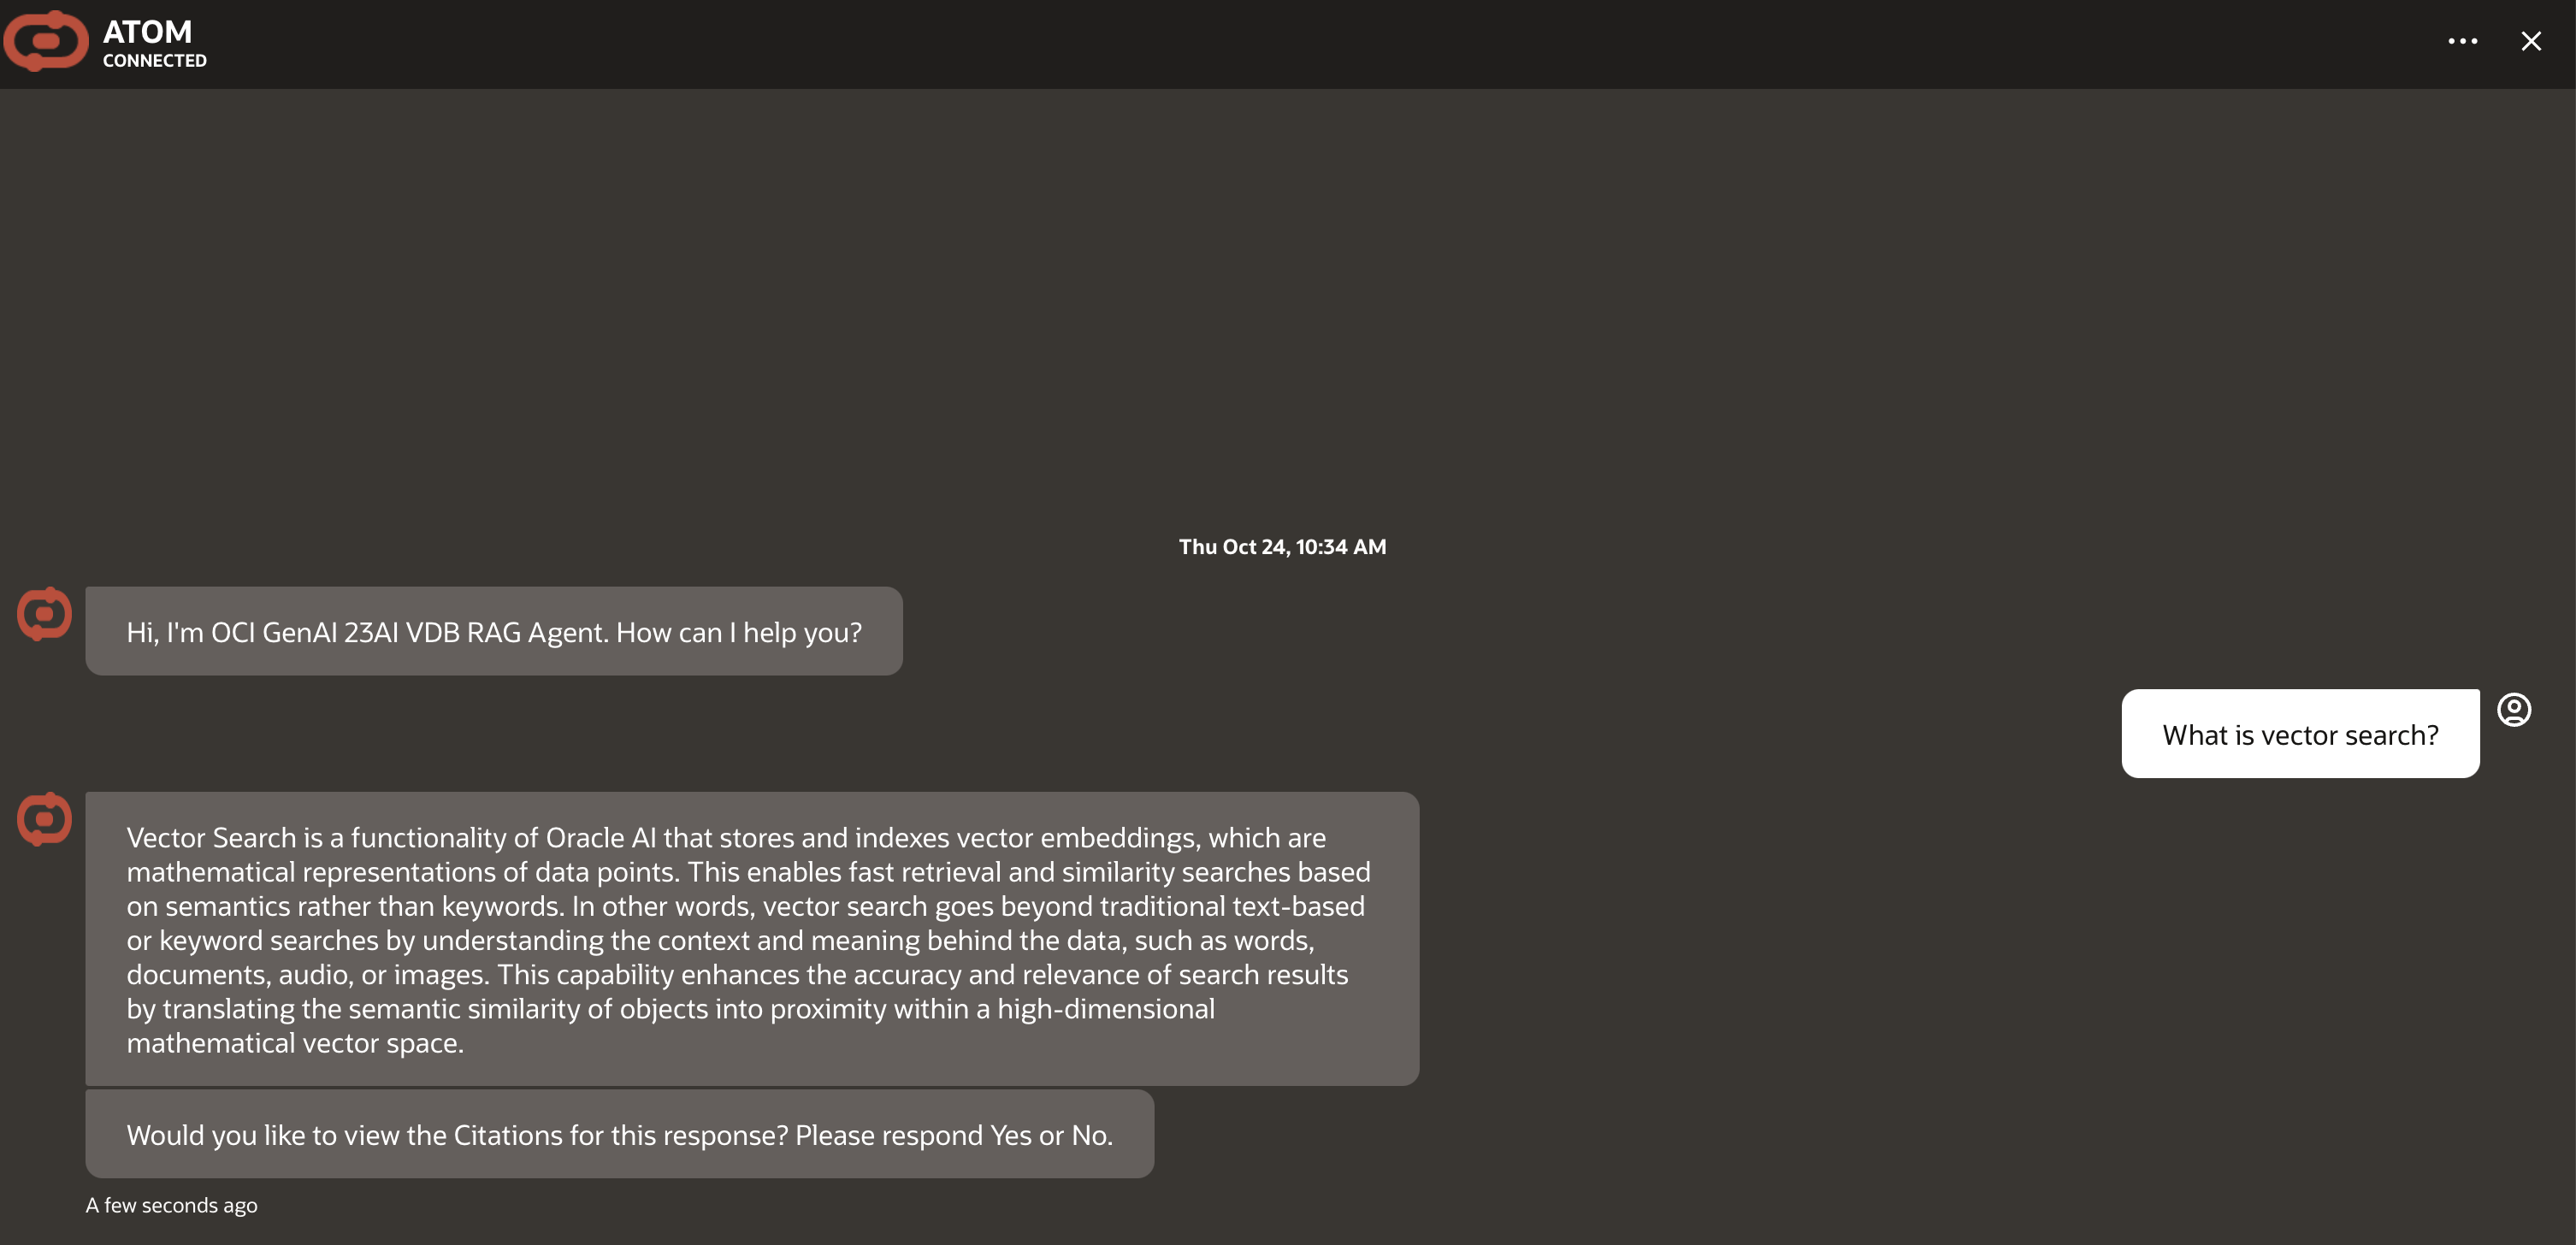 ATOM
CONNECTED
Thu Oct 24, 10:34 AM
Hi, I'm OCI GenAI 23AI VDB RAG Agent. How can I help you?
What is vector search?
Vector Search is a functionality of Oracle AI that stores and indexes vector embeddings, which are
mathematical representations of data points. This enables fast retrieval and similarity searches based
on semantics rather than keywords. In other words, vector search goes beyond traditional text-based
or keyword searches by understanding the context and meaning behind the data, such as words,
documents, audio, or images. This capability enhances the accuracy and relevance of search results
by translating the semantic similarity of objects into proximity within a high-dimensional
mathematical vector space.
Would you like to view the Citations for this response? Please respond Yes or No.
A few seconds ago